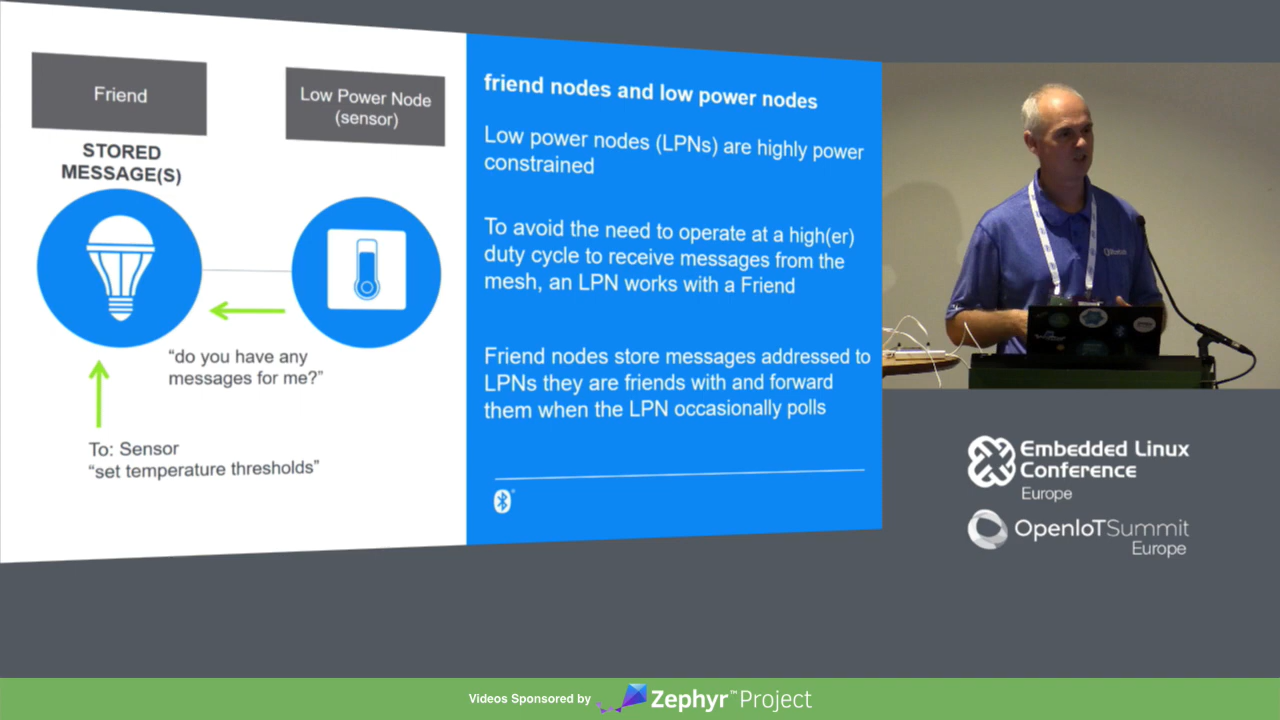 Friend
Low Power Node
(sensor)
STORED
MESSAGE(S)
"do you have any
messages for me?"
To: Sensor
"set temperature thresholds"
friend nodes and low power nodes
Low power nodes (LPNs) are highly power
constrained
To avoid the need to operate at a high(er)
duty cycle to receive messages from the
mesh, an LPN works with a Friend
Friend nodes store messages addressed to
LPNs they are friends with and forward
them when the LPN occasionally polls
Embedded Linux
Conference
Europe
OpenIoTSummit
Europe
Videos Sponsored by
Zephyr™Project